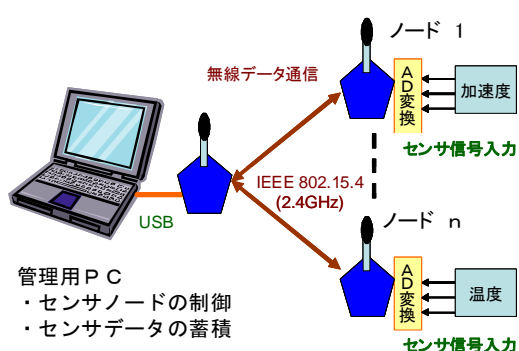 ノード 1
無線データ通信
AD変換
加速度
センサ信号入力
IEEE 802.15.4
(2.4GHz)
USB
ノード n
管理用PC
・センサノードの制御
・センサデータの蓄積
AD変換
温度
センサ信号入力